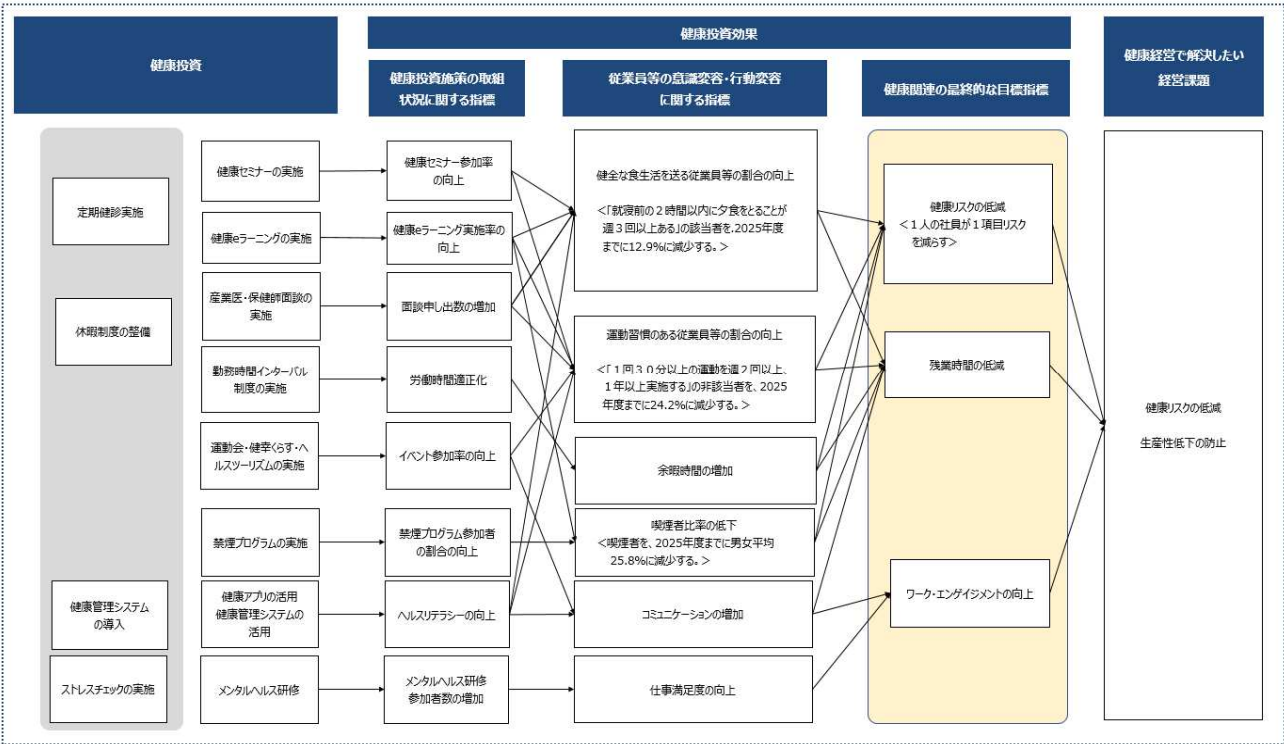 健康投資
健康投資効果
健康経営で解決したい
経営課題
健康投資施策の取組
状況に関する指標
従業員等の意識変容・行動変容
に関する指標
健康関連の最終的な目標指標
定期健診実施
休暇制度の整備
健康管理システム
の導入
ストレスチェックの実施
健康セミナーの実施
健康eラーニングの実施
産業医・保健師面談の
実施
勤務時間インターバル
制度の実施
運動会・健幸くらす・ヘ
ルスツーリズムの実施
禁煙プログラムの実施
健康アプリの活用
健康管理システムの
活用
メンタルヘルス研修
健康セミナー参加率
の向上
健康eラーニング実施率の
向上
面談申し出数の増加
労働時間適正化
イベント参加率の向上
禁煙プログラム参加者
の割合の向上
ヘルスリテラシーの向上
メンタルヘルス研修
参加者数の増加
健全な食生活を送る従業員等の割合の向上
<「就寝前の2時間以内に夕食をとることが
週3回以上ある」の該当者を,2025年度
までに12.9%に減少する。>
運動習慣のある従業員等の割合の向上
<「1回30分以上の運動を週2回以上、
1年以上実施する」の非該当者を、2025
年度までに24.2%に減少する。>
余暇時間の増加
喫煙者比率の低下
<喫煙者を、2025年度までに男女平均
25.8%に減少する。>
コミュニケーションの増加
仕事満足度の向上
健康リスクの低減
<1人の社員が1項目リスク
を減らす>
残業時間の低減
ワーク・エンゲイジメントの向上
健康リスクの低減
生産性低下の防止